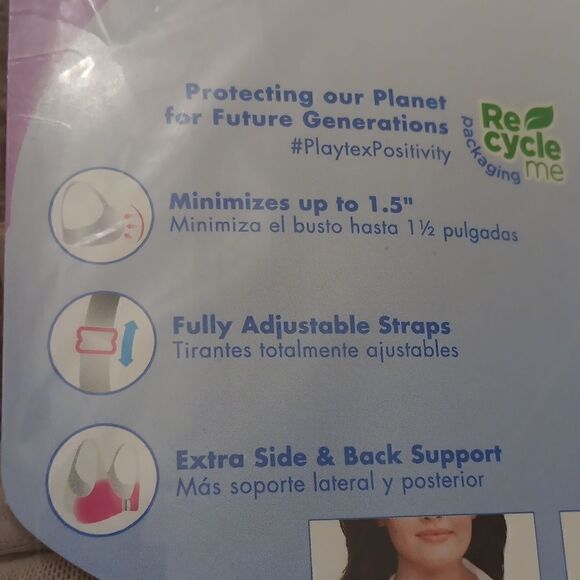 Protecting our Planet
for Future Generations
#PlaytexPositivity
Re
cycle
me
packaging
Minimizes up to 1.5"
Minimiza el busto hasta 1½ pulgadas
Fully Adjustable Straps
Tirantes totalmente ajustables
Extra Side & Back Support
Más soporte lateral y posterior